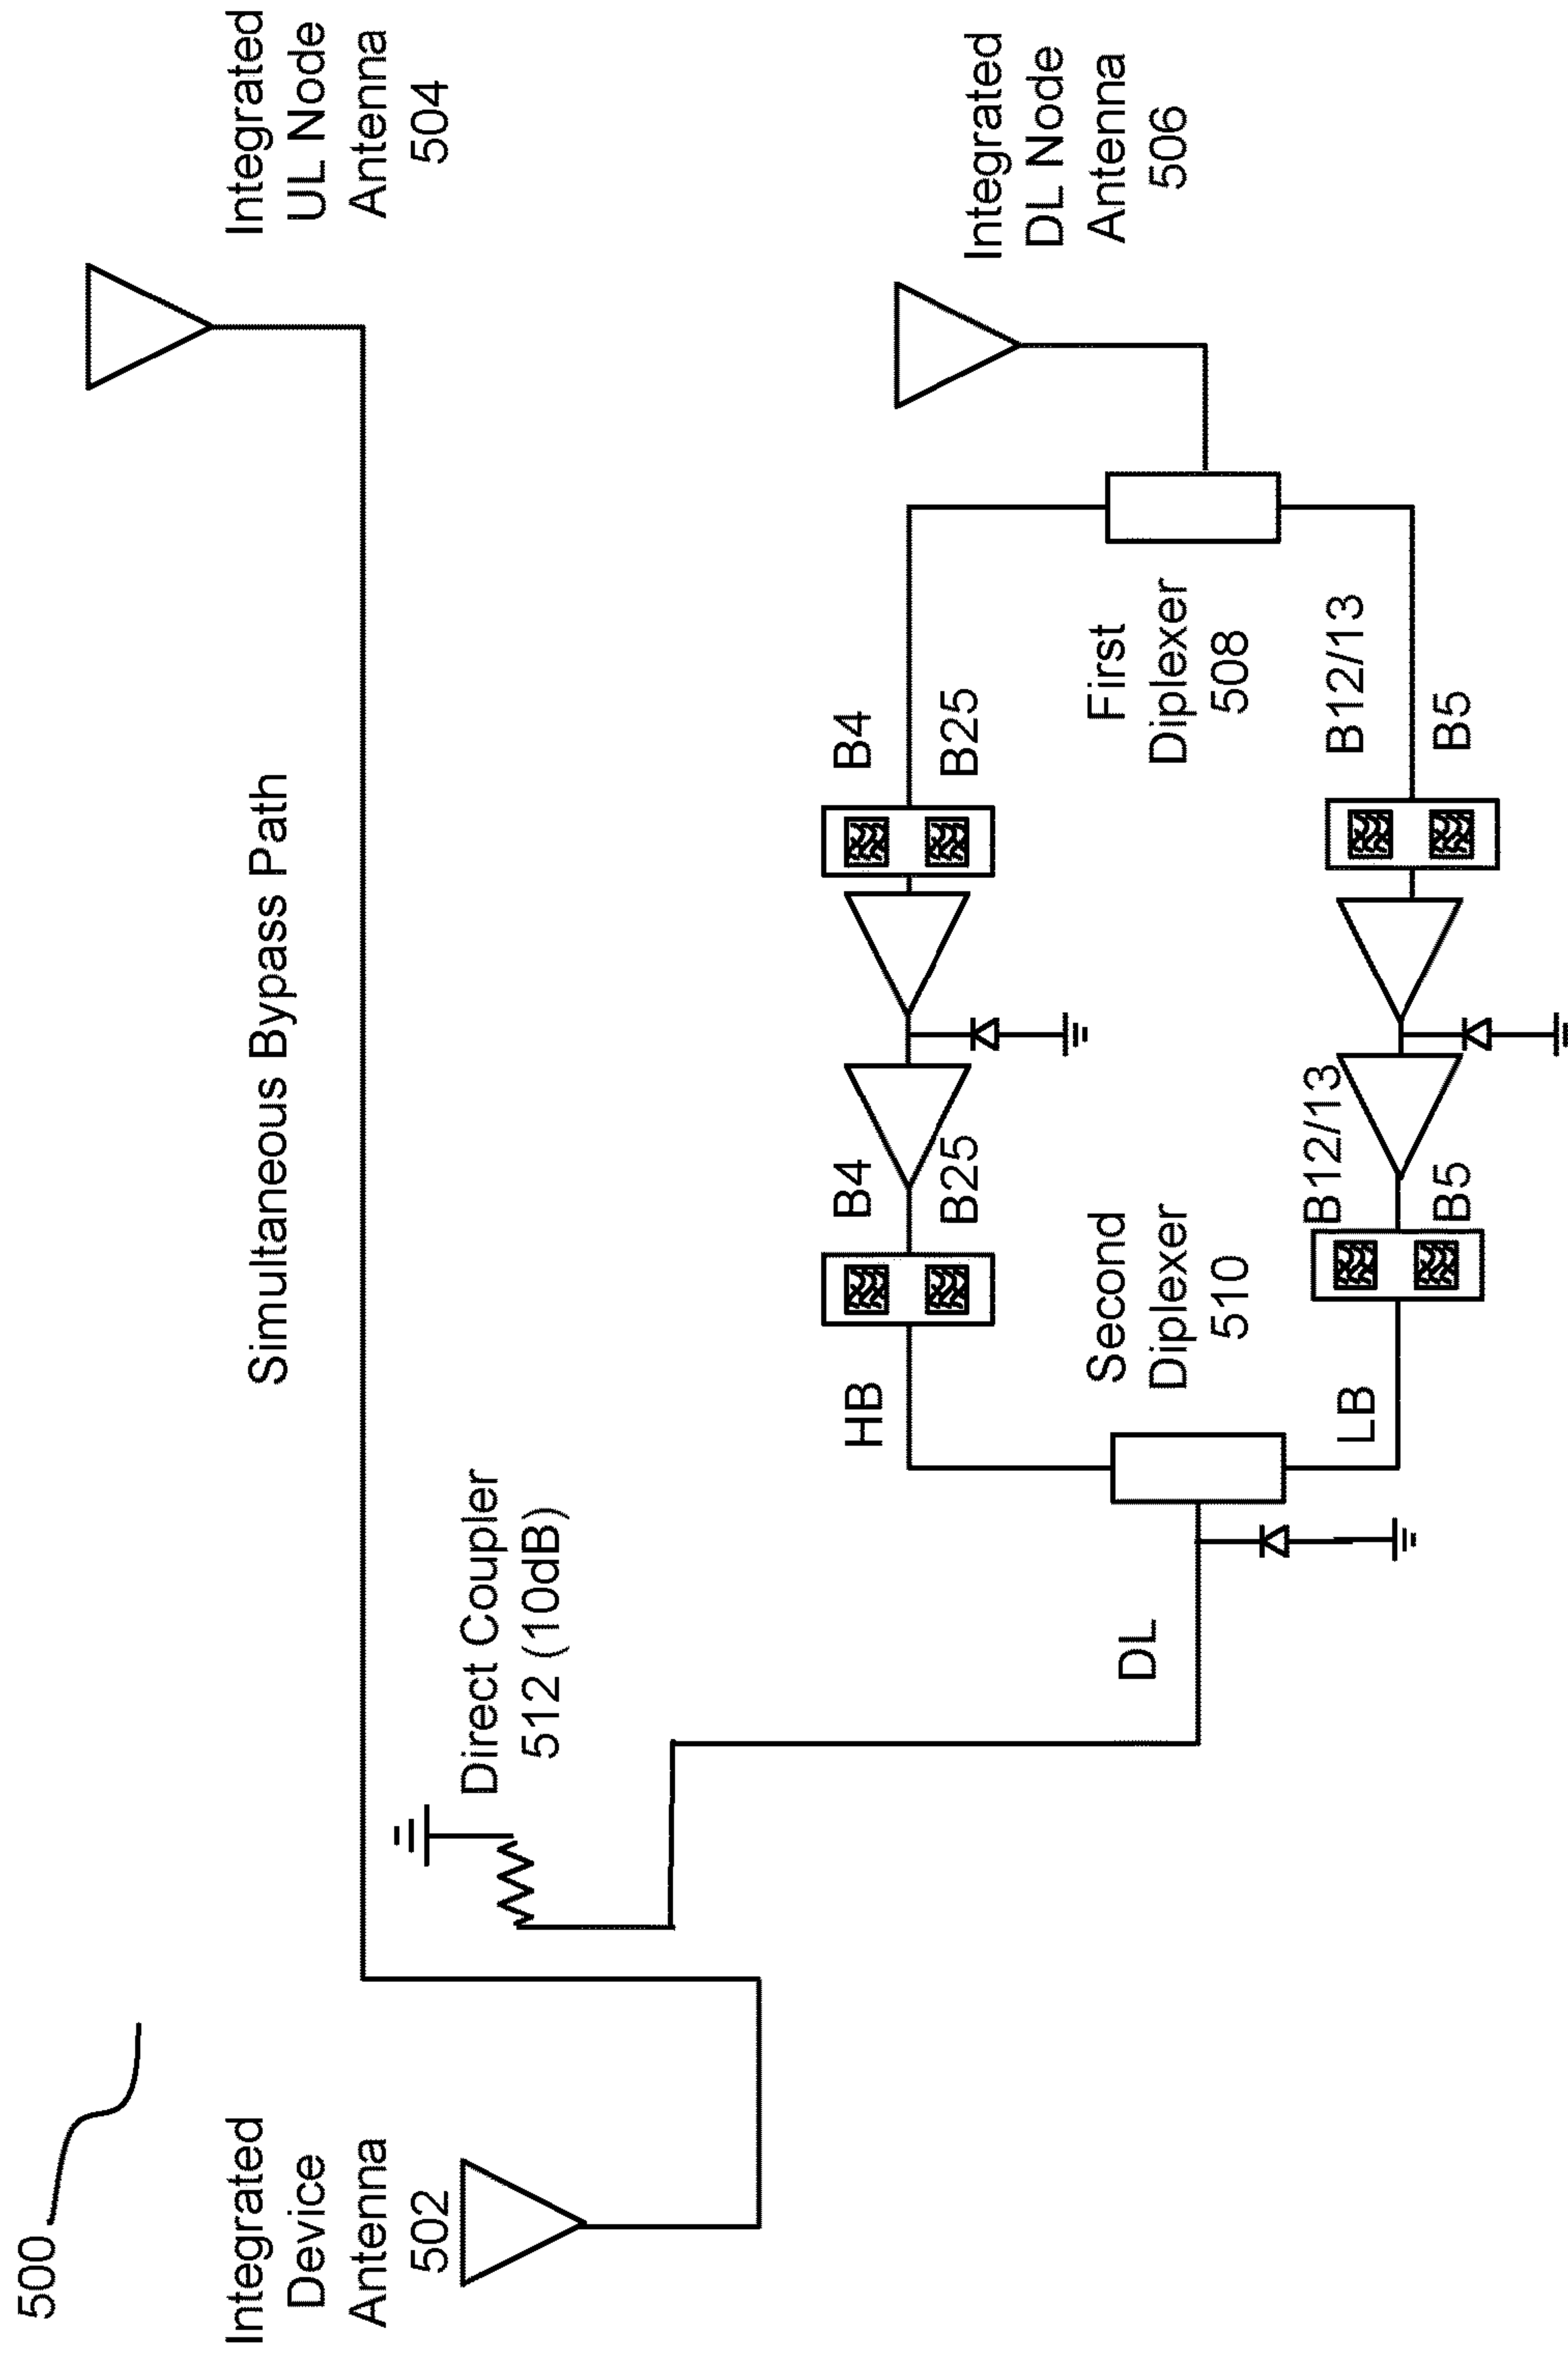 500
Integrated
Device
Antenna
502
Simultaneous Bypass Path
Integrated
UL Node
Antenna
504
Direct Coupler
512 (10dB)
DL
HB
LB
Second
Diplexer
510
B4
B25
B12/13
B5
B4
B25
B12/13
B5
First
Diplexer
508
Integrated
DL Node
Antenna
506